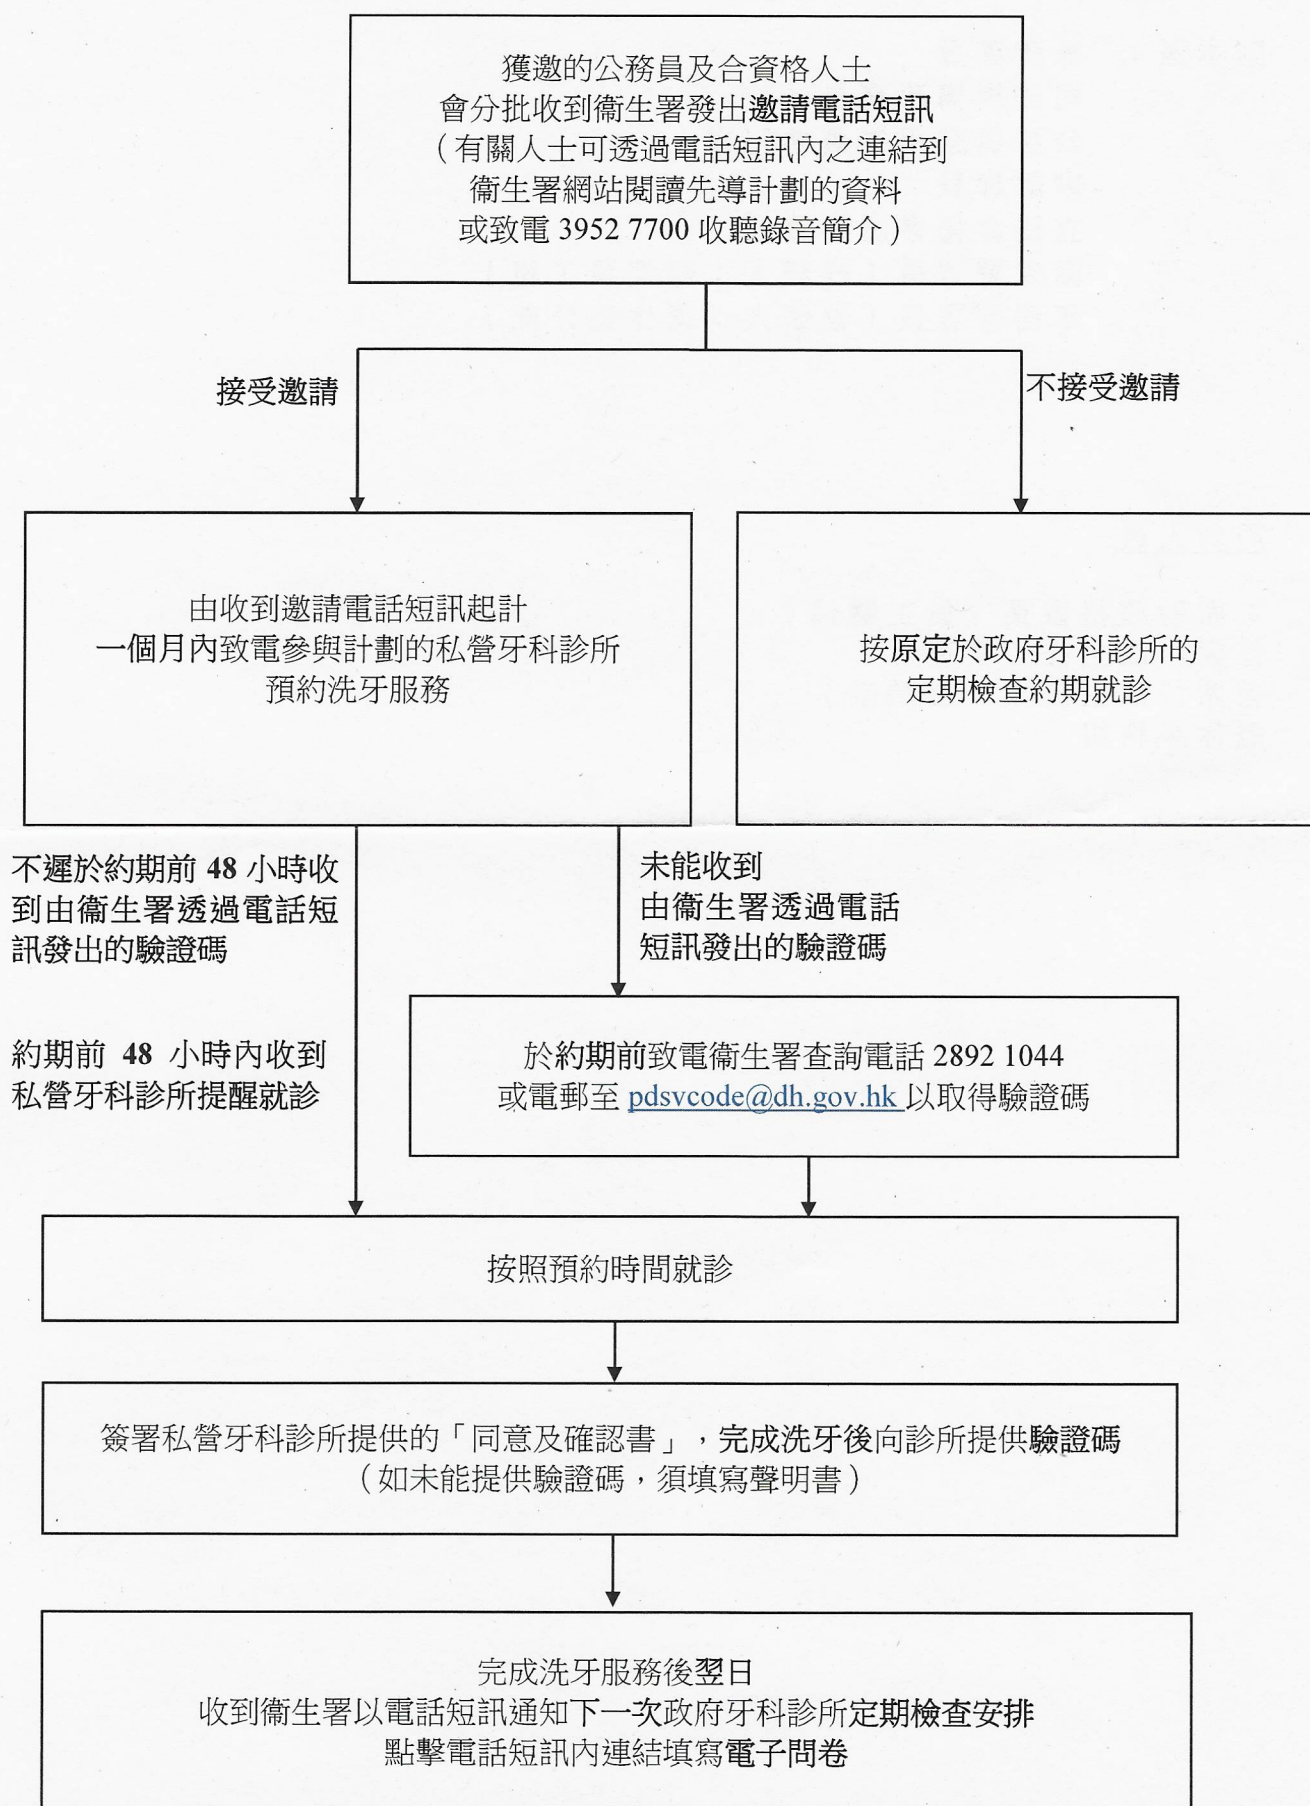 獲邀的公務員及合資格人士
會分批收到衞生署發出邀請電話短訊
（有關人士可透過電話短訊內之連結到
衞生署網站閱讀先導計劃的資料
或致電 3952 7700 收聽錄音簡介）
接受邀請
不接受邀請
由收到邀請電話短訊起計
一個月內致電參與計劃的私營牙科診所
預約洗牙服務
按原定於政府牙科診所的
定期檢查約期就診
不遲於約期前 48 小時收
到由衞生署透過電話短
訊發出的驗證碼
未能收到
由衞生署透過電話
短訊發出的驗證碼
約期前 48 小時內收到
私營牙科診所提醒就診
於約期前致電衞生署查詢電話 2892 1044
或電郵至 pdsvcode@dh.gov.hk 以取得驗證碼
按照預約時間就診
簽署私營牙科診所提供的「同意及確認書」，完成洗牙後向診所提供驗證碼
（如未能提供驗證碼，須填寫聲明書）
完成洗牙服務後翌日
收到衞生署以電話短訊通知下一次政府牙科診所定期檢查安排
點擊電話短訊內連結填寫電子問卷